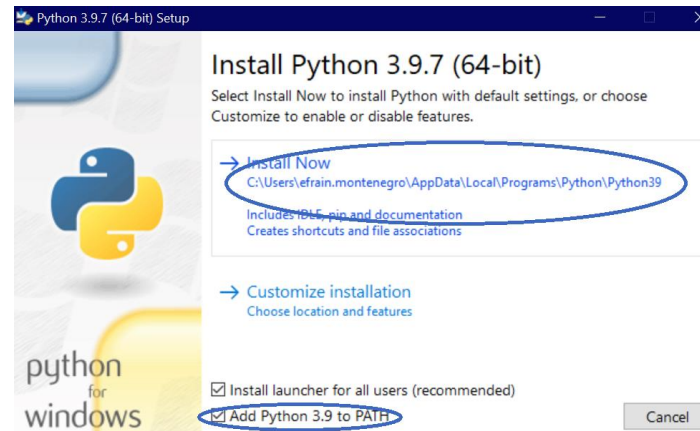 Python 3.9.7 (64-bit) Setup
Install Python 3.9.7 (64-bit)
Select Install Now to install Python with default settings, or choose
Customize to enable or disable features.
Install Now
C:\Users\efrain.montenegro\AppData\Local\Programs\Python\Python39
Includes IDLE, pip and documentation
Creates shortcuts and file associations
Customize installation
Choose location and features
python
for
windows
Install launcher for all users (recommended)
Add Python 3.9 to PATH
Cancel